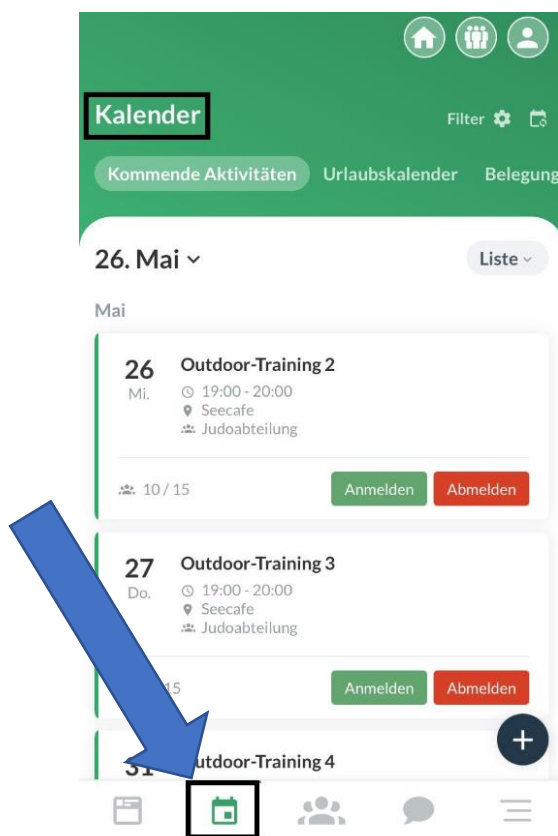 Kalender
Filter
Kommende Aktivitäten Urlaubskalender Belegung
26. Mai
Liste
Mai
26 Outdoor-Training 2
Mi. 19:00 - 20:00
Seecafe
Judoabteilung
10 / 15
Anmelden Abmelden
27 Outdoor-Training 3
Do. 19:00 - 20:00
Seecafe
Judoabteilung
15
Anmelden Abmelden
31 Outdoor-Training 4